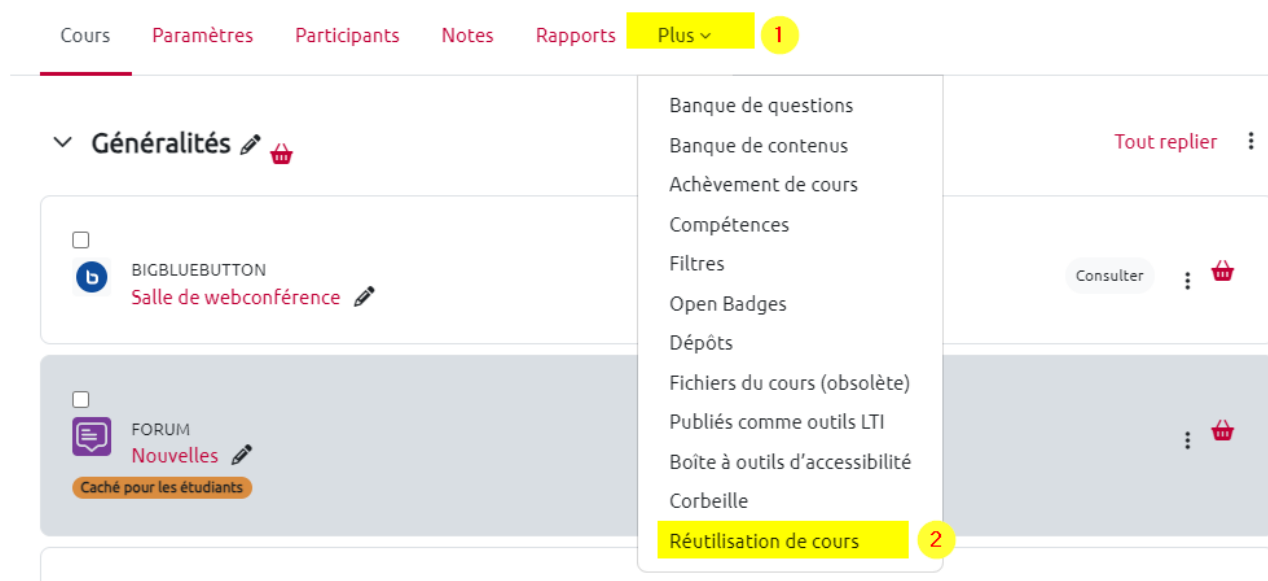 Cours Paramètres Participants Notes Rapports Plus 1
Banque de questions
Généralités Banque de contenus Tout replier
Achèvement de cours
Compétences
BIGBLUEBUTTON Filtres Consulter
Salle de webconférence Open Badges
Dépôts
Fichiers du cours (obsolète)
FORUM Publiés comme outils LTI
Nouvelles Boîte à outils d’accessibilité
Caché pour les étudiants Corbeille
Réutilisation de cours 2